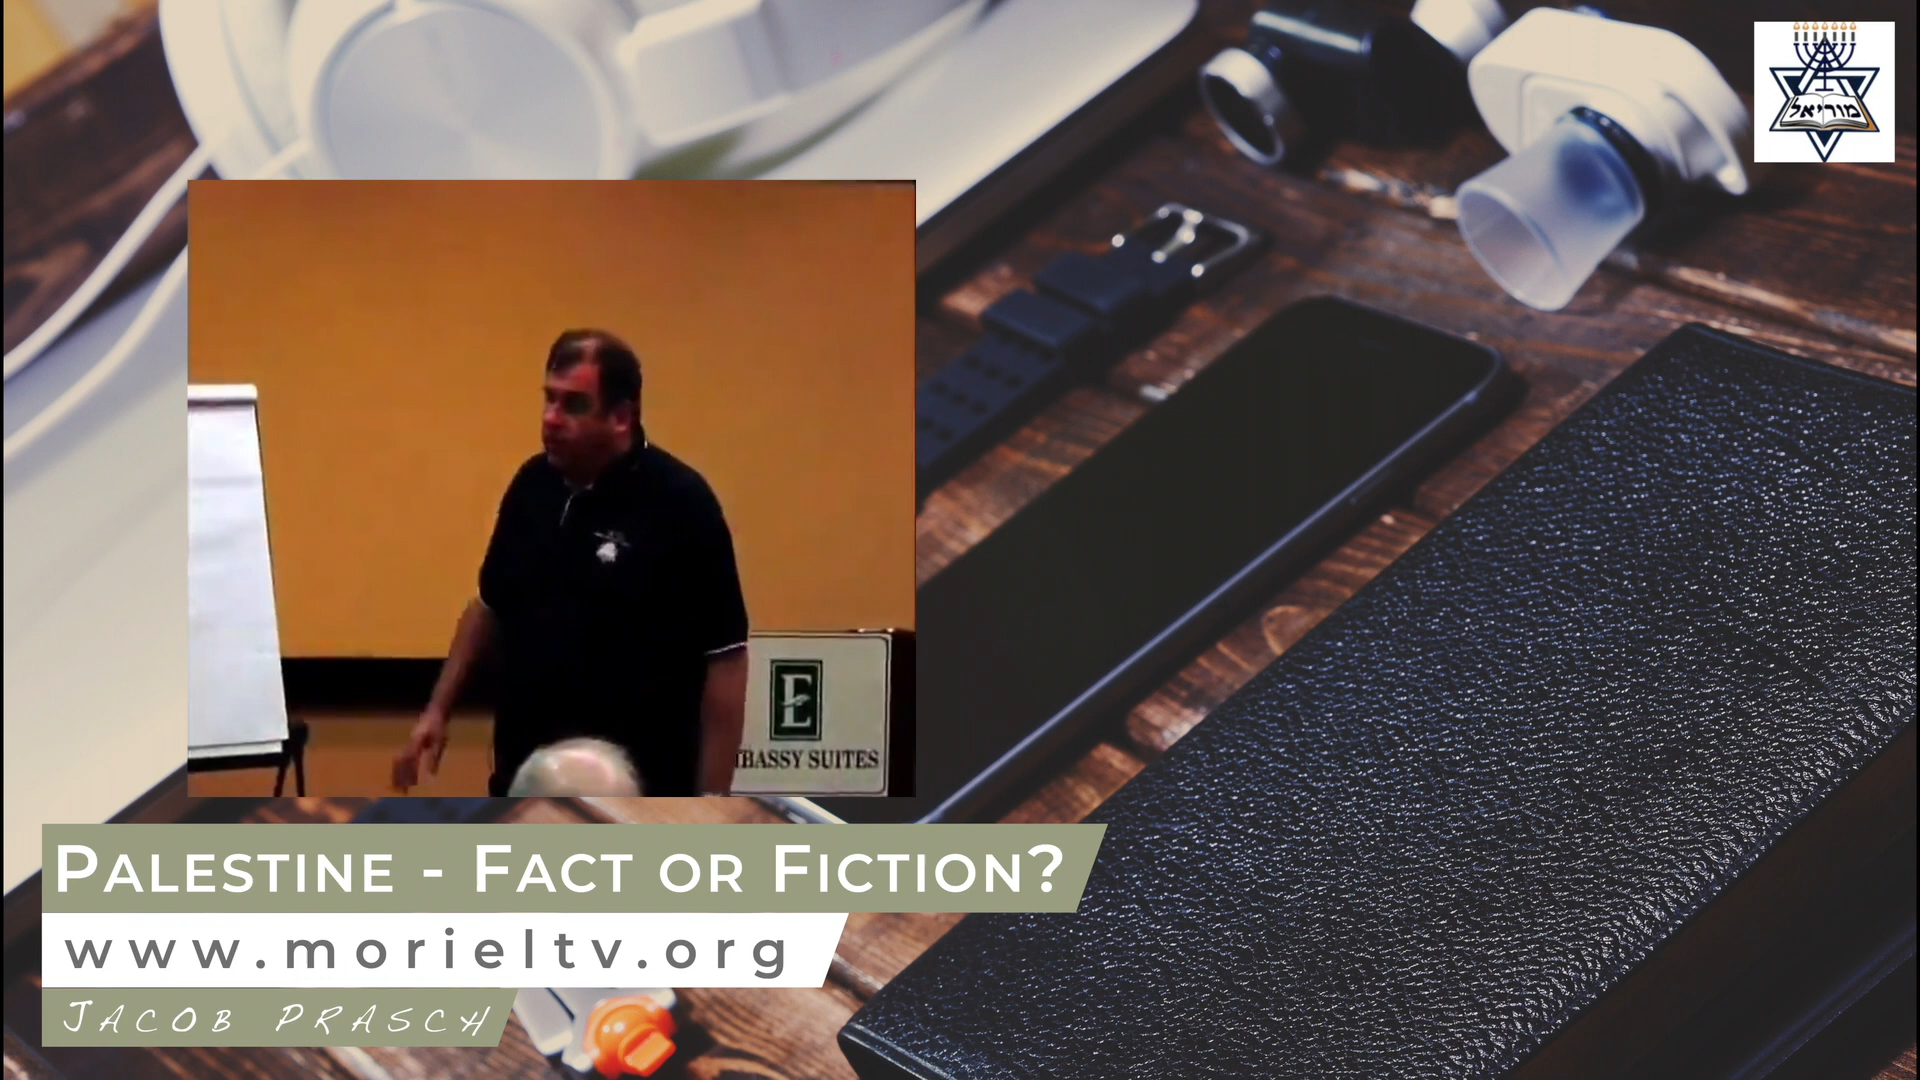 מוריאל
E
BASSY SUITES
PALESTINE - FACT OR FICTION?
www.morieltv.org
JACOB PRASCH